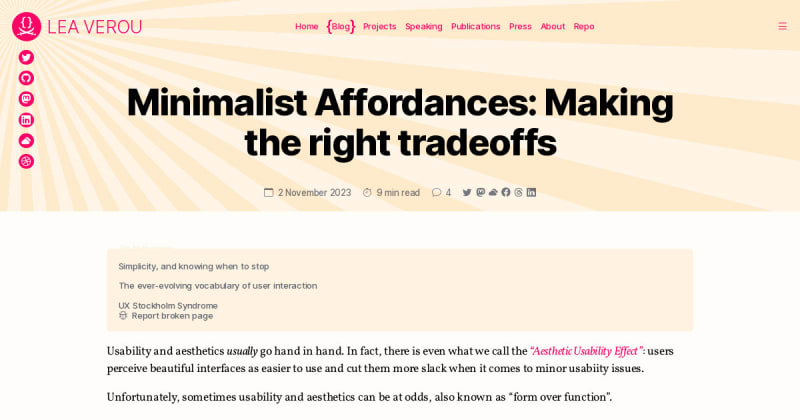 LEA VEROU
Home {Blog} Projects Speaking Publications Press About Repo
Minimalist Affordances: Making
the right tradeoffs
2 November 2023 9 min read 4
Simplicity, and knowing when to stop
The ever-evolving vocabulary of user interaction
UX Stockholm Syndrome
Report broken page
Usability and aesthetics usually go hand in hand. In fact, there is even what we call the “Aesthetic Usability Effect”: users
perceive beautiful interfaces as easier to use and cut them more slack when it comes to minor usabiity issues.
Unfortunately, sometimes usability and aesthetics can be at odds, also known as “form over function”.